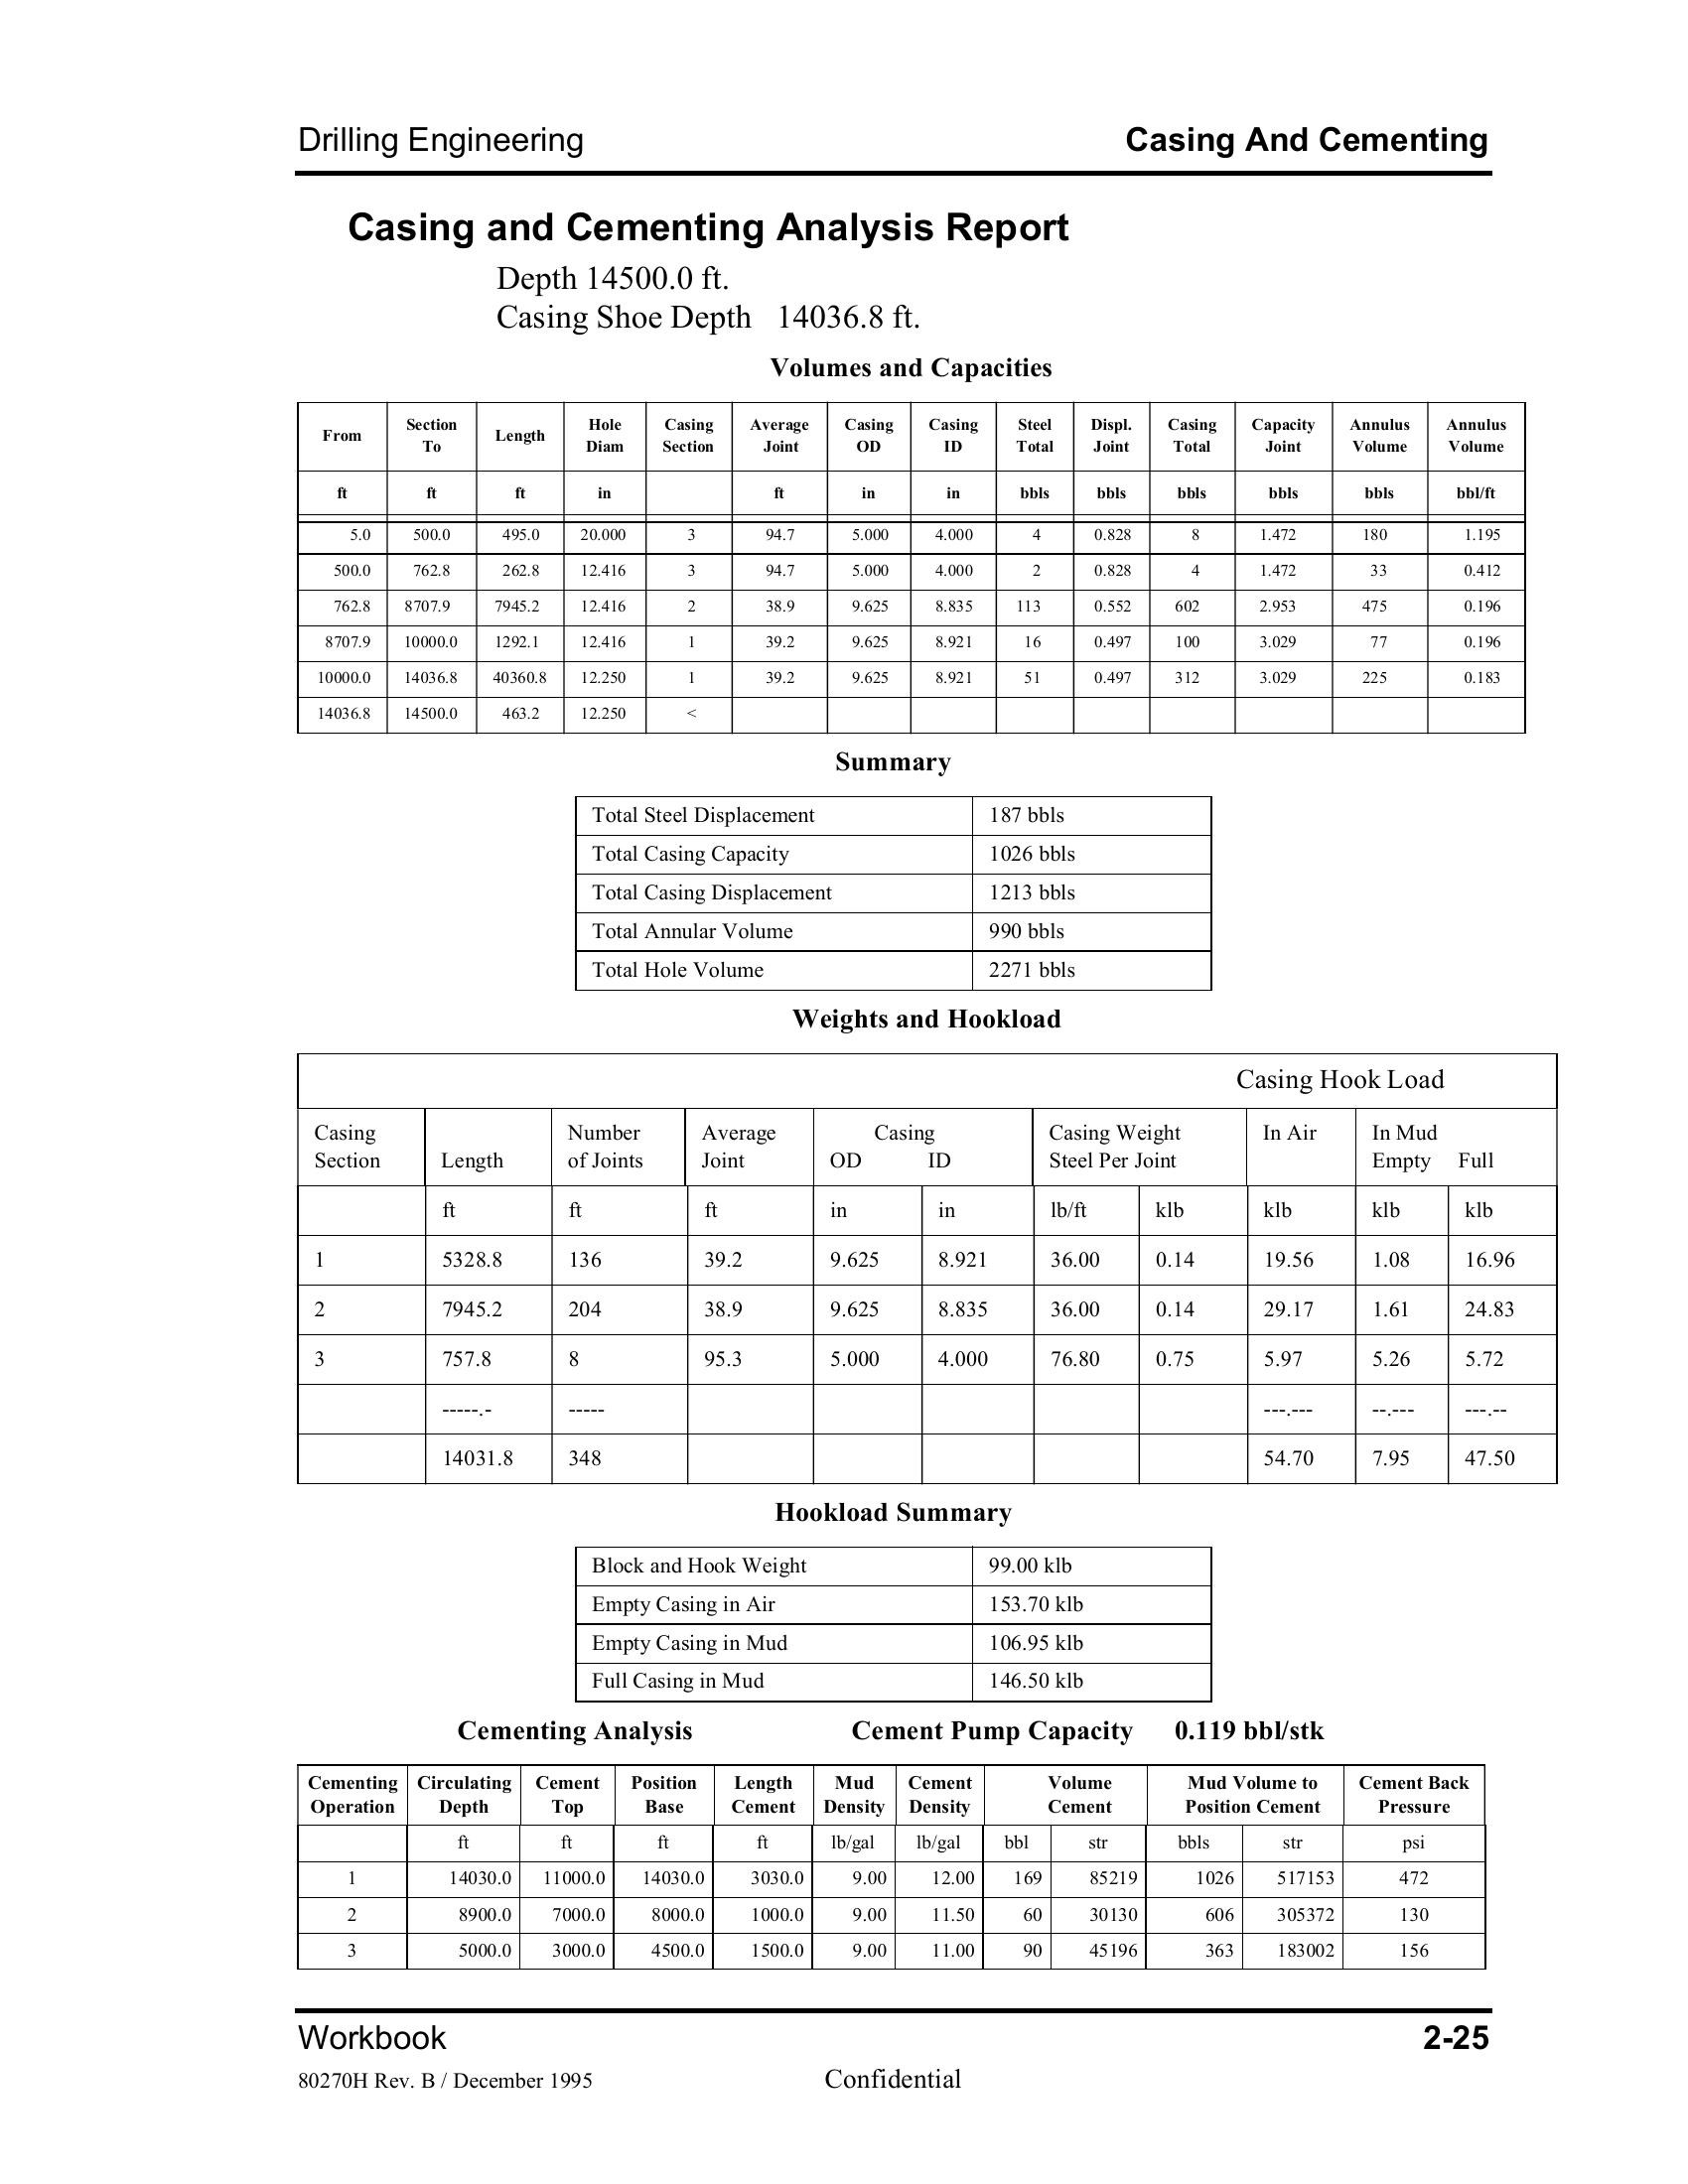 Drilling Engineering Casing And Cementing
Casing and Cementing Analysis Report
Depth 14500.0 ft.
Casing Shoe Depth 14036.8 ft.
Volumes and Capacities
From Section To Length Hole Diam Casing Section Average Joint Casing OD Casing ID Steel Total Displ. Joint Casing Total Capacity Joint Annulus Volume Annulus Volume
ft ft ft in ft in in bbls bbls bbls bbls bbls bbl/ft
5.0 500.0 495.0 20.000 3 94.7 5.000 4.000 4 0.828 8 1.472 180 1.195
500.0 762.8 262.8 12.416 3 94.7 5.000 4.000 2 0.828 4 1.472 33 0.412
762.8 8707.9 7945.2 12.416 2 38.9 9.625 8.835 113 0.552 602 2.953 475 0.196
8707.9 10000.0 1292.1 12.416 1 39.2 9.625 8.921 16 0.497 100 3.029 77 0.196
10000.0 14036.8 40360.8 12.250 1 39.2 9.625 8.921 51 0.497 312 3.029 225 0.183
14036.8 14500.0 463.2 12.250 <
Summary
Total Steel Displacement 187 bbls
Total Casing Capacity 1026 bbls
Total Casing Displacement 1213 bbls
Total Annular Volume 990 bbls
Total Hole Volume 2271 bbls
Weights and Hookload
Casing Hook Load
Casing Number Average Casing Casing Weight In Air In Mud
Section Length of Joints Joint OD ID Steel Per Joint Empty Full
ft ft ft in in lb/ft klb klb klb klb
1 5328.8 136 39.2 9.625 8.921 36.00 0.14 19.56 1.08 16.96
2 7945.2 204 38.9 9.625 8.835 36.00 0.14 29.17 1.61 24.83
3 757.8 8 95.3 5.000 4.000 76.80 0.75 5.97 5.26 5.72
-----.- ----- ---.--- --.--- ---.--
14031.8 348 54.70 7.95 47.50
Hookload Summary
Block and Hook Weight 99.00 klb
Empty Casing in Air 153.70 klb
Empty Casing in Mud 106.95 klb
Full Casing in Mud 146.50 klb
Cementing Analysis Cement Pump Capacity 0.119 bbl/stk
Cementing Circulating Cement Position Length Mud Cement Volume Mud Volume to Cement Back
Operation Depth Top Base Cement Density Density Cement Position Cement Pressure
ft ft ft ft lb/gal lb/gal bbl str bbls str psi
1 14030.0 11000.0 14030.0 3030.0 9.00 12.00 169 85219 1026 517153 472
2 8900.0 7000.0 8000.0 1000.0 9.00 11.50 60 30130 606 305372 130
3 5000.0 3000.0 4500.0 1500.0 9.00 11.00 90 45196 363 183002 156
Workbook 2-25
80270H Rev. B / December 1995 Confidential